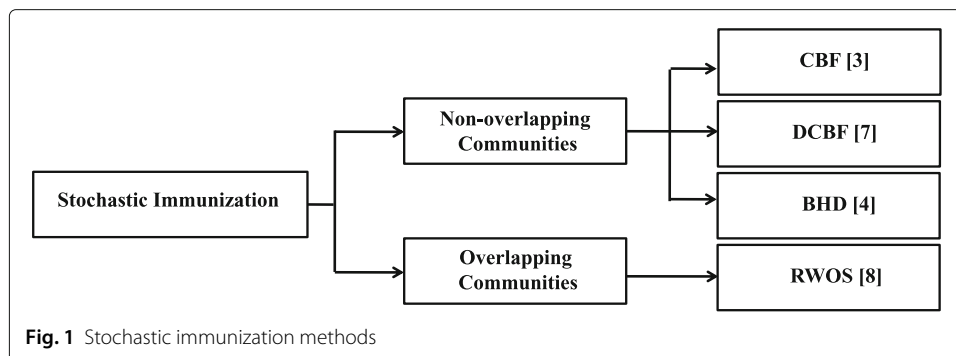 CBF [3]
Non-overlapping
Communities
DCBF [7]
Stochastic Immunization
BHD [4]
Overlapping
Communities
RWOS [8]
Fig. 1 Stochastic immunization methods